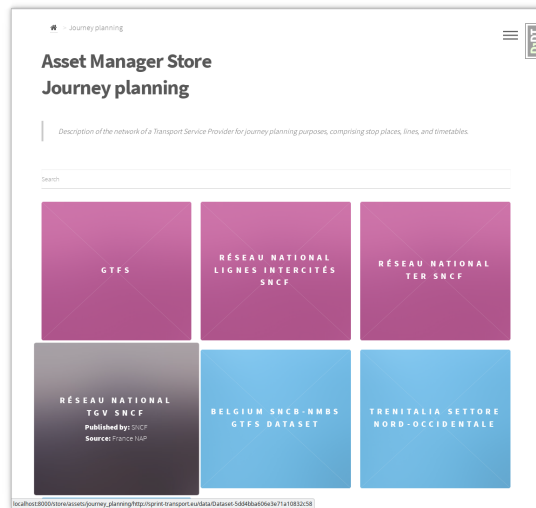 - Journey planning
Asset Manager Store
Journey planning
Description of the network of a Transport Service Provider for journey planning purposes, comprising stop places, lines, and timetables.
Search
GTFS
RÉSEAU NATIONAL
LIGNES INTERCITÉS
SNCF
RÉSEAU NATIONAL
TER SNCF
RÉSEAU NATIONAL
TGV SNCF
Published by: SNCF
Source: France NAP
BELGIUM SNCB-NMBS
GTFS DATASET
TRENITALIA SETTORE
NORD-OCCIDENTALE
localhost:8000/store/assets/journey_planning/http://sprint-transport.eu/data/Dataset-5dd4bba606e3e71a10832c58